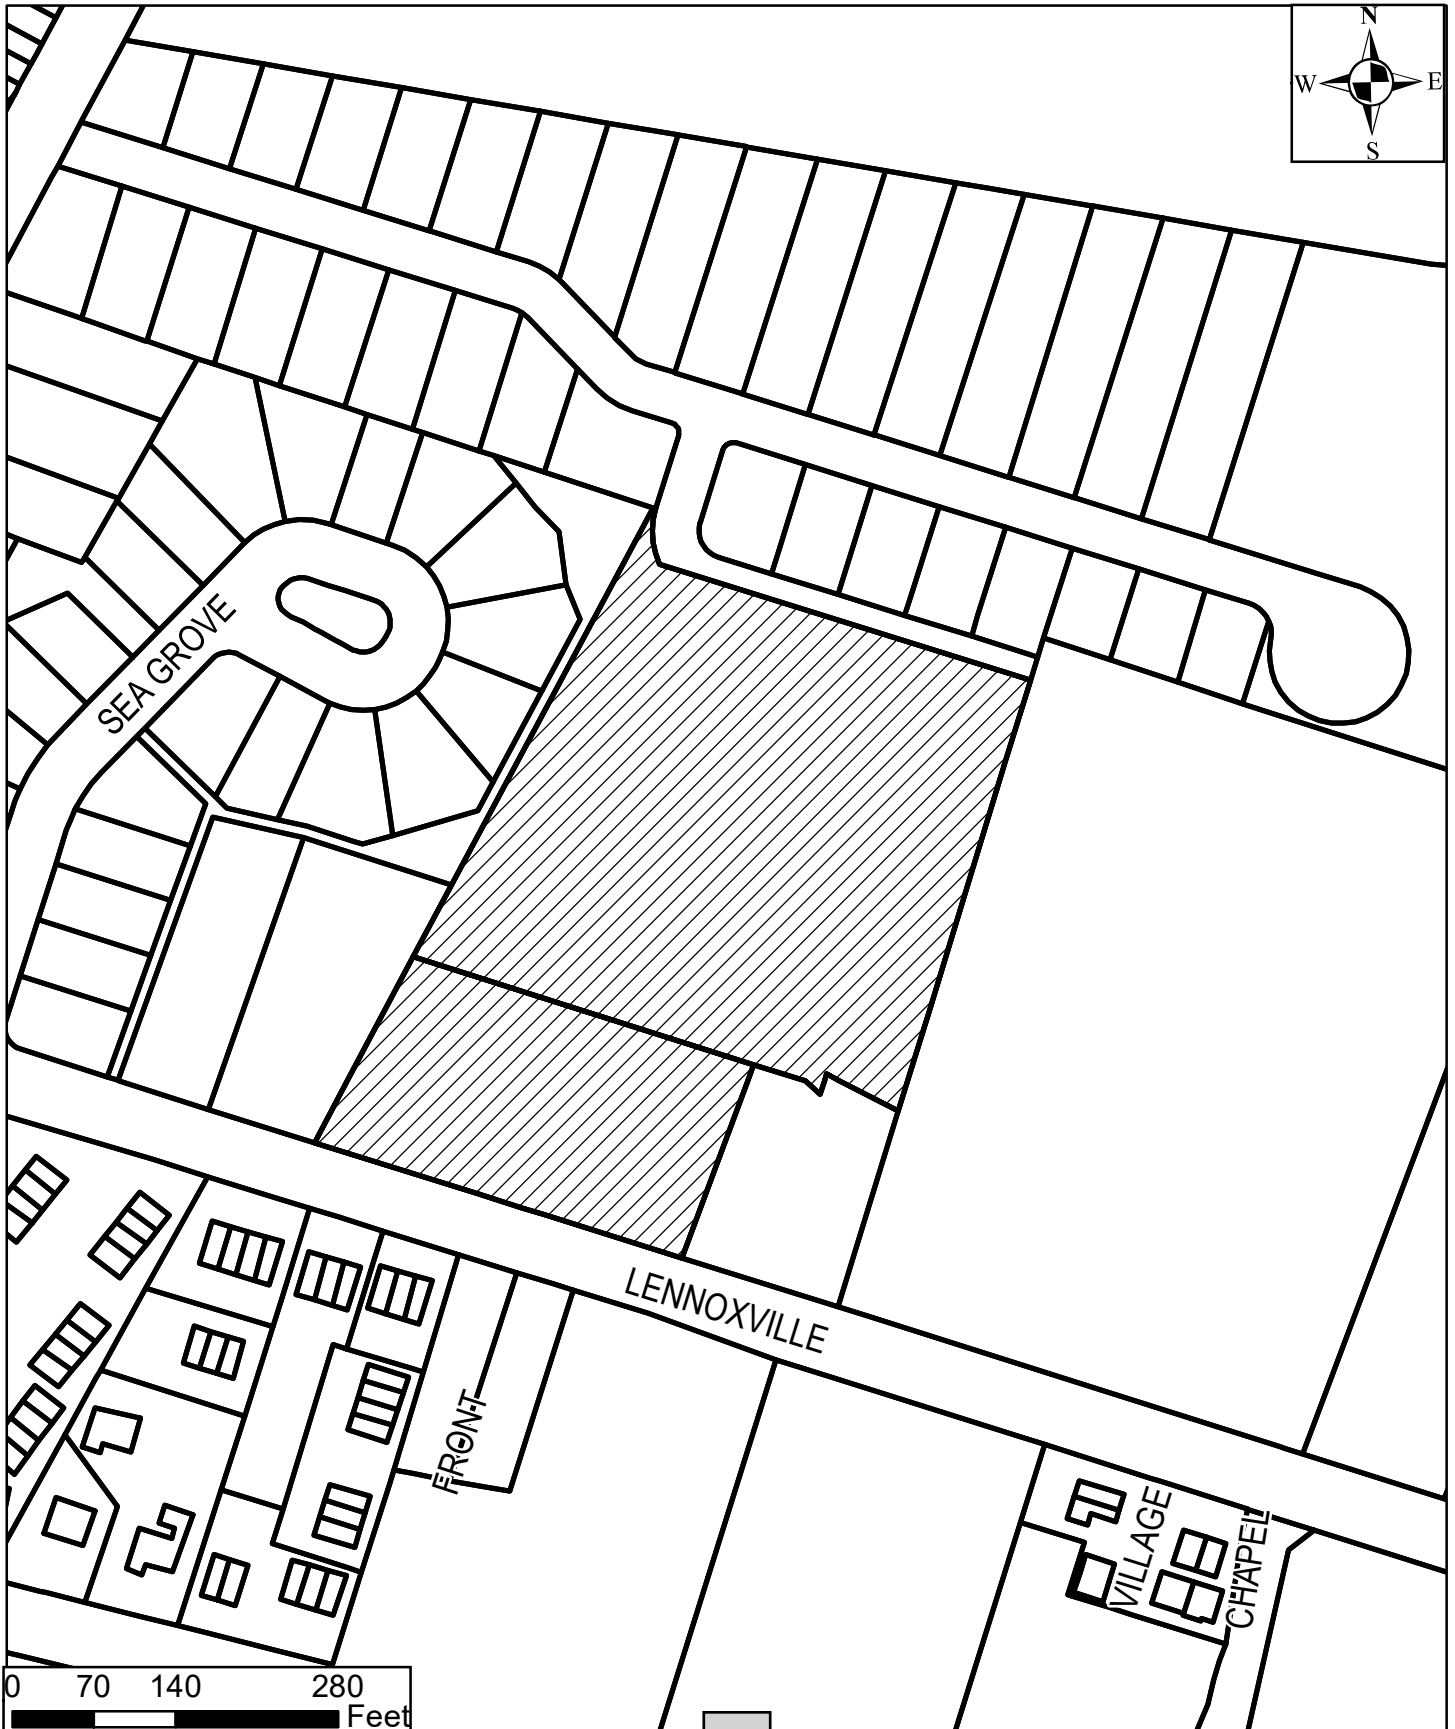 N
W E
S
SEA GROVE
LENNOXVILLE
FRONT
VILLAGE
CHAPEL
0 70 140 280
Feet